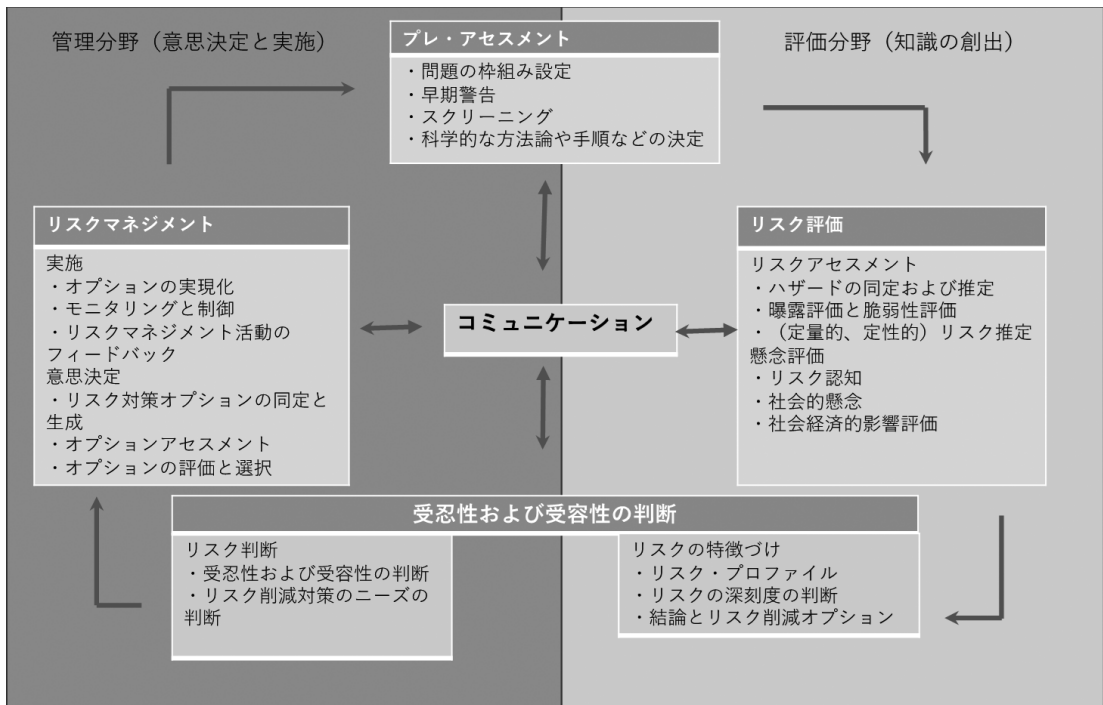 管理分野（意思決定と実施）
プレ・アセスメント
・問題の枠組み設定
・早期警告
・スクリーニング
・科学的な方法論や手順などの決定
評価分野（知識の創出）
リスクマネジメント
実施
・オプションの実現化
・モニタリングと制御
・リスクマネジメント活動の
フィードバック
意思決定
・リスク対策オプションの同定と
生成
・オプションアセスメント
・オプションの評価と選択
コミュニケーション
リスク評価
リスクアセスメント
・ハザードの同定および推定
・曝露評価と脆弱性評価
・（定量的、定性的）リスク推定
懸念評価
・リスク認知
・社会的懸念
・社会経済的影響評価
受忍性および受容性の判断
リスク判断
・受忍性および受容性の判断
・リスク削減対策のニーズの
判断
リスクの特徴づけ
・リスク・プロファイル
・リスクの深刻度の判断
・結論とリスク削減オプション